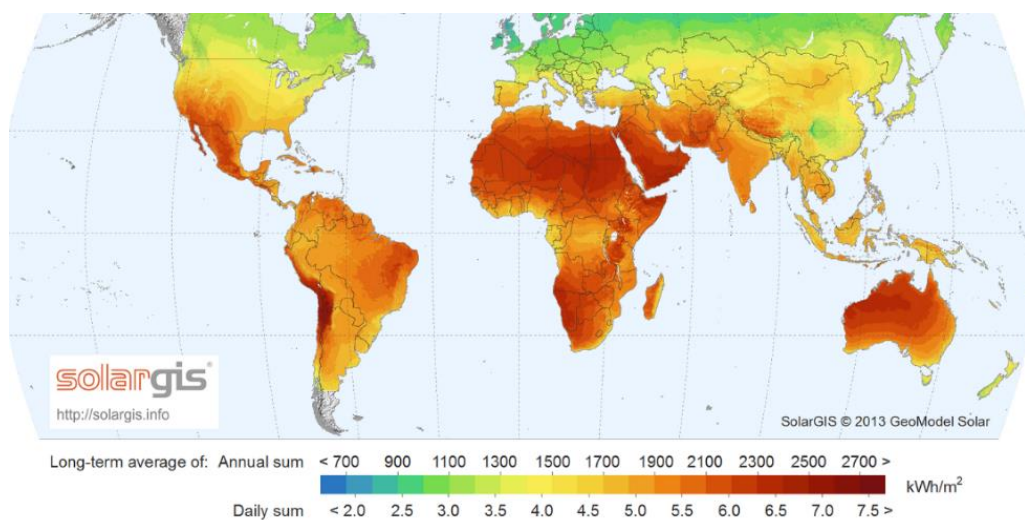 solargis
http://solargis.info
SolarGIS © 2013 GeoModel Solar
Long-term average of: Annual sum < 700 900 1100 1300 1500 1700 1900 2100 2300 2500 2700 > kWh/m²
Daily sum < 2.0 2.5 3.0 3.5 4.0 4.5 5.0 5.5 6.0 6.5 7.0 7.5 >